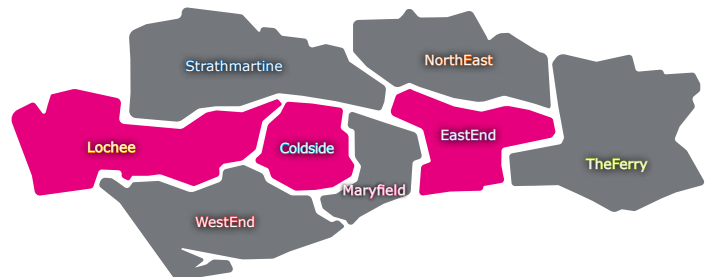 Strathmartine
NorthEast
EastEnd
Lochee
Coldside
TheFerry
Maryfield
WestEnd